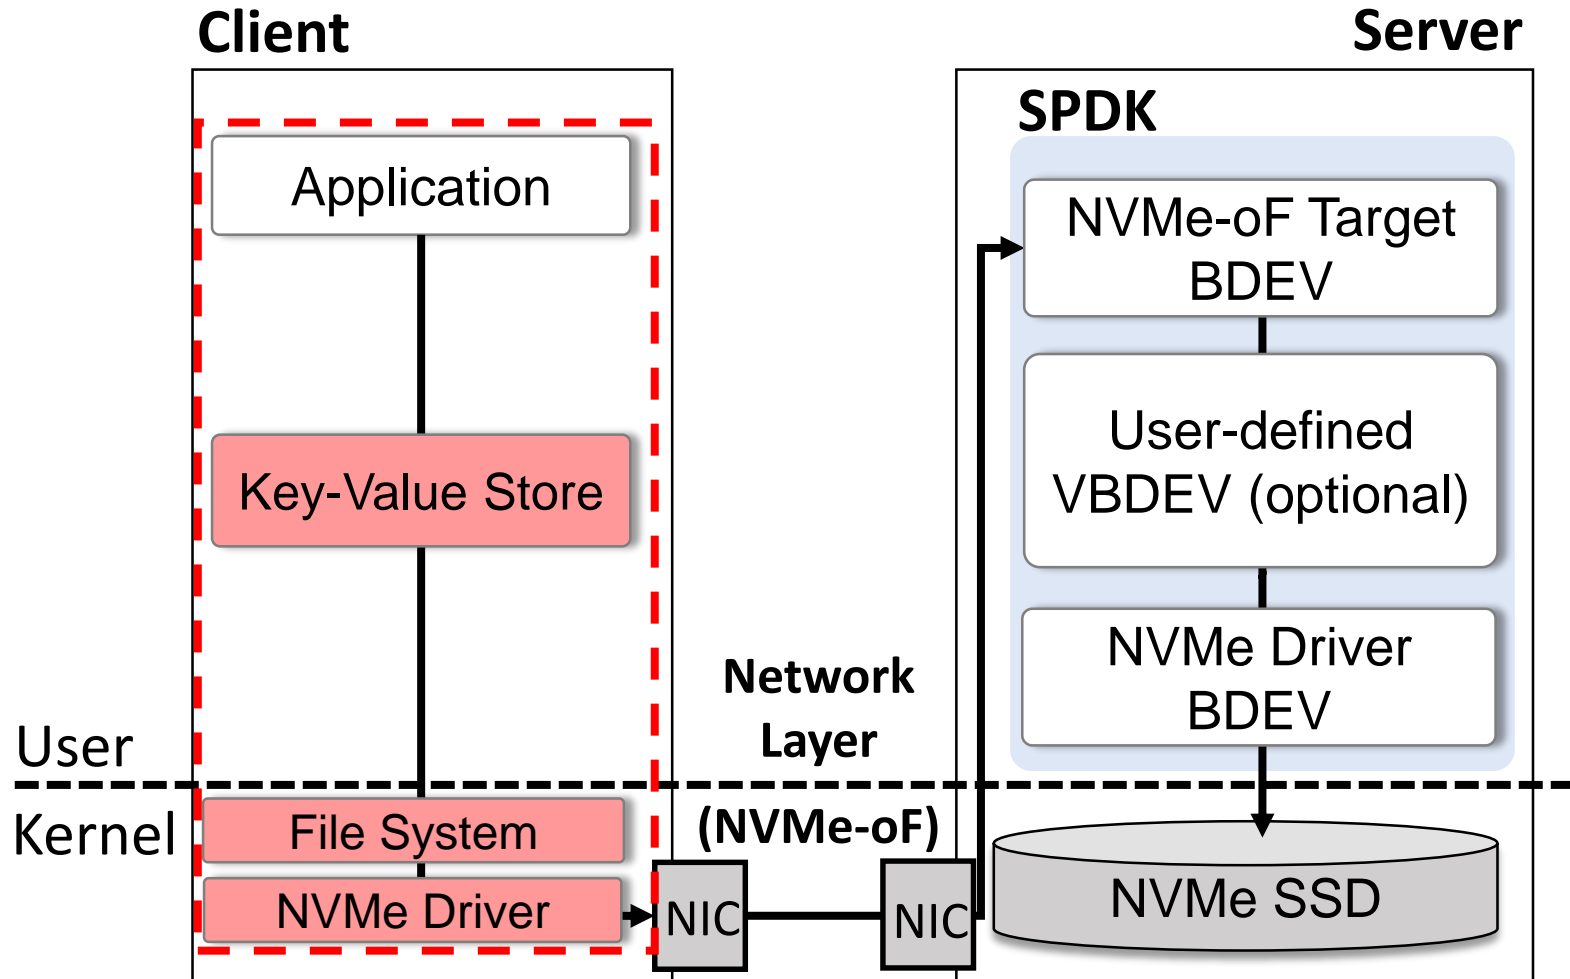 Client
Server
SPDK
Application
NVMe-oF Target
BDEV
Key-Value Store
User-defined
VBDEV (optional)
NVMe Driver
BDEV
Network
Layer
User
Kernel
(NVMe-oF)
File System
NVMe Driver
NIC
NIC
NVMe SSD